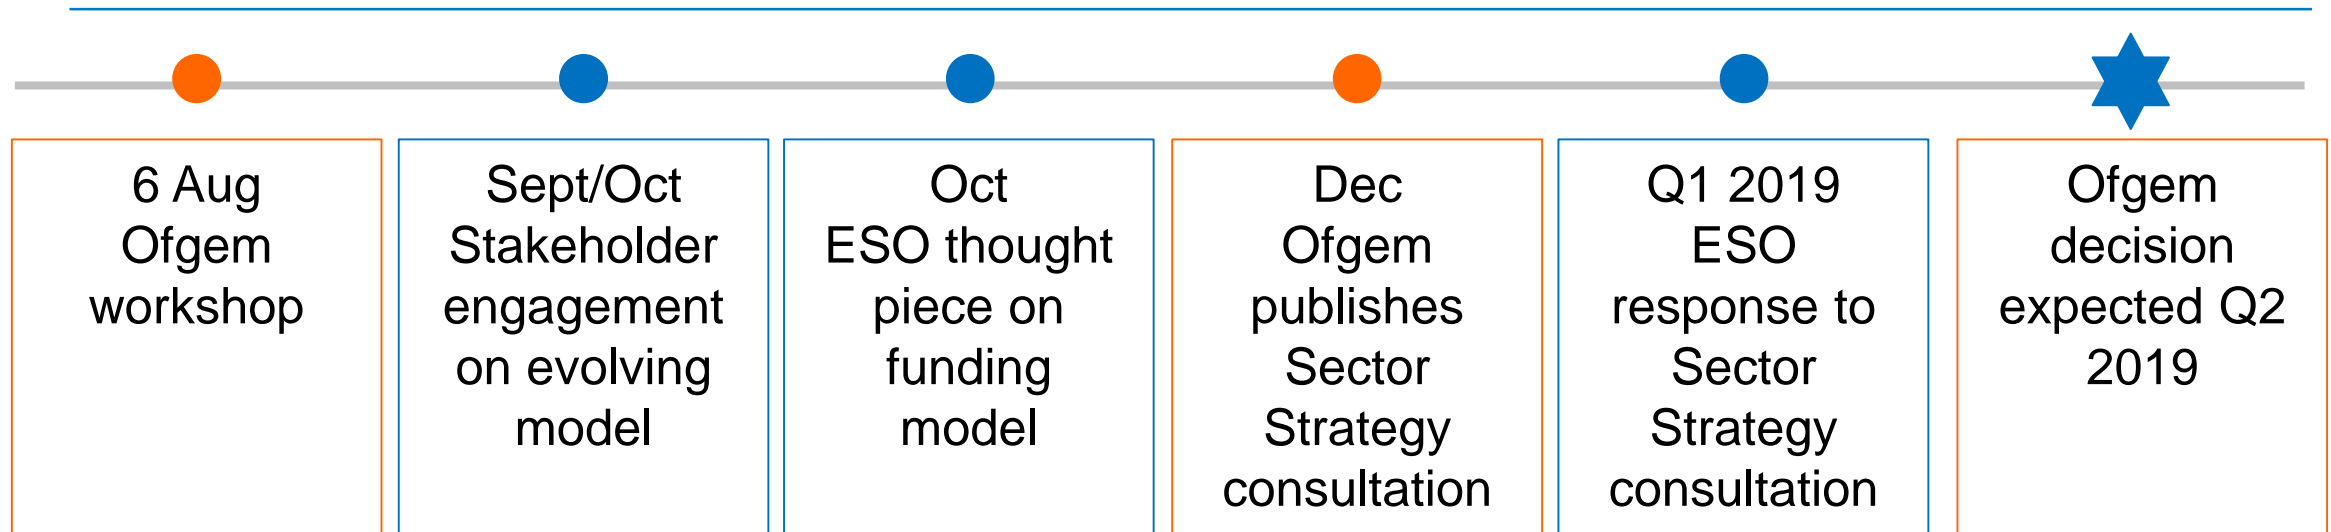 6 Aug
Ofgem
workshop
Sept/Oct
Stakeholder
engagement
on evolving
model
Oct
ESO thought
piece on
funding
model
Dec
Ofgem
publishes
Sector
Strategy
consultation
Q1 2019
ESO
response to
Sector
Strategy
consultation
Ofgem
decision
expected Q2
2019